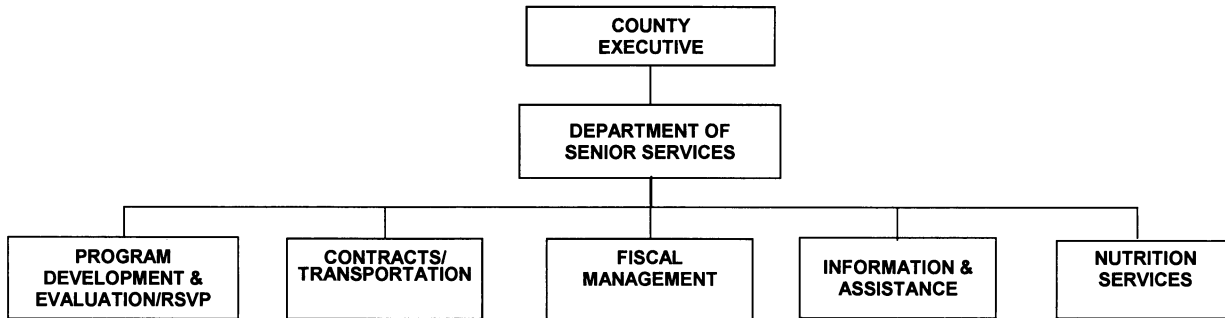 COUNTY
EXECUTIVE
DEPARTMENT OF
SENIOR SERVICES
PROGRAM
DEVELOPMENT &
EVALUATION/RSVP
CONTRACTS/
TRANSPORTATION
FISCAL
MANAGEMENT
INFORMATION &
ASSISTANCE
NUTRITION
SERVICES